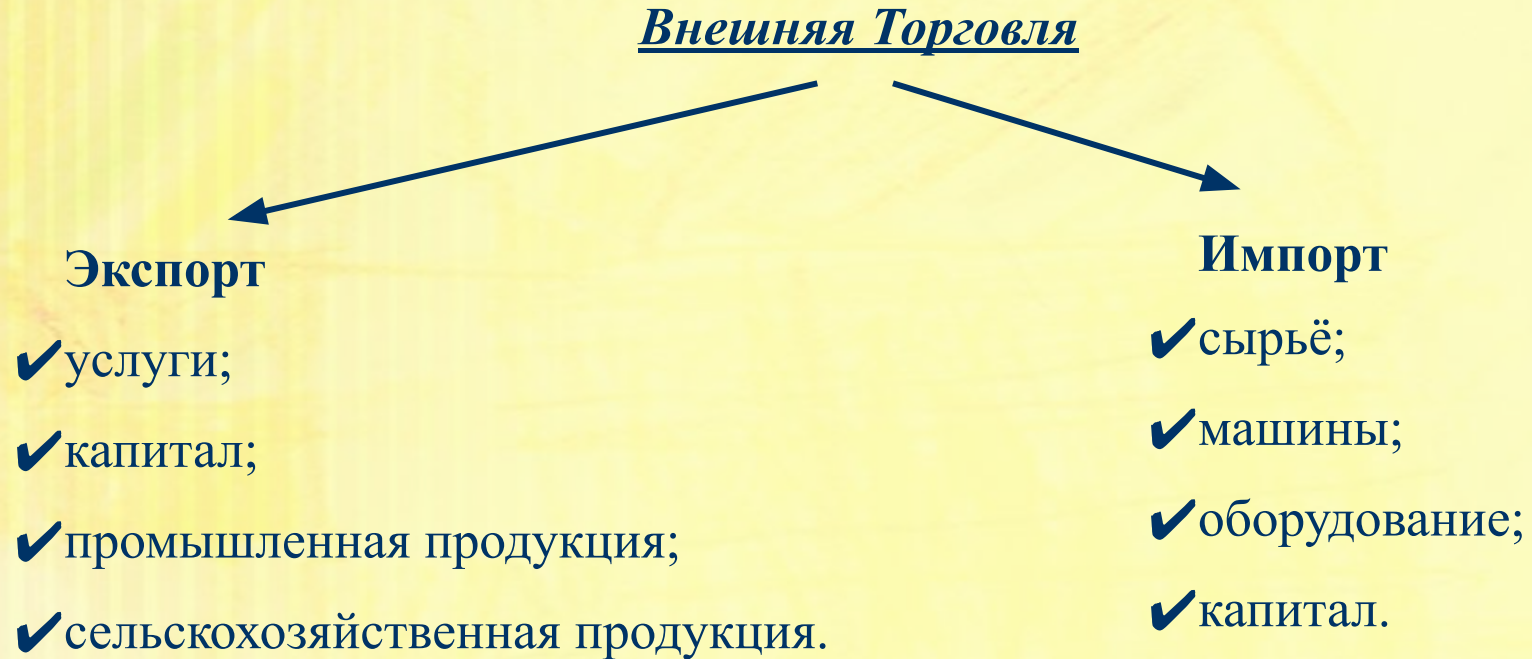 Внешняя Торговля
Экспорт
✔услуги;
✔капитал;
✔промышленная продукция;
✔сельскохозяйственная продукция.
Импорт
✔сырьё;
✔машины;
✔оборудование;
✔капитал.